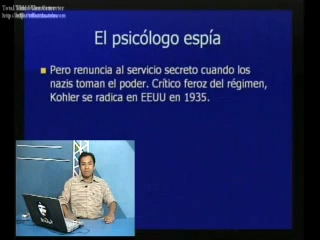 El psicólogo espía
Pero renuncia al servicio secreto cuando los
nazis toman el poder. Crítico feroz del régimen,
Kohler se radica en EEUU en 1935.